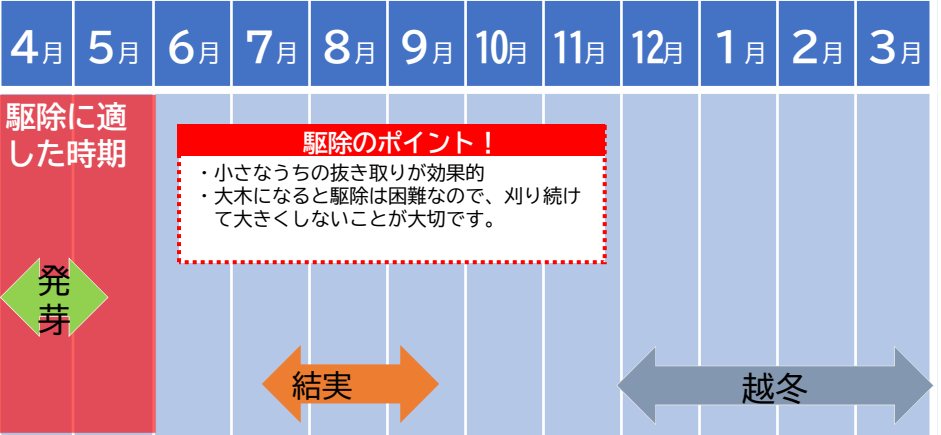 4月 5月 6月 7月 8月 9月 10月 11月 12月 1月 2月 3月
駆除に適
した時期
駆除のポイント！
・小さなうちの抜き取りが効果的
・大木になると駆除は困難なので、刈り続け
て大きくしないことが大切です。
発
芽
結実
越冬